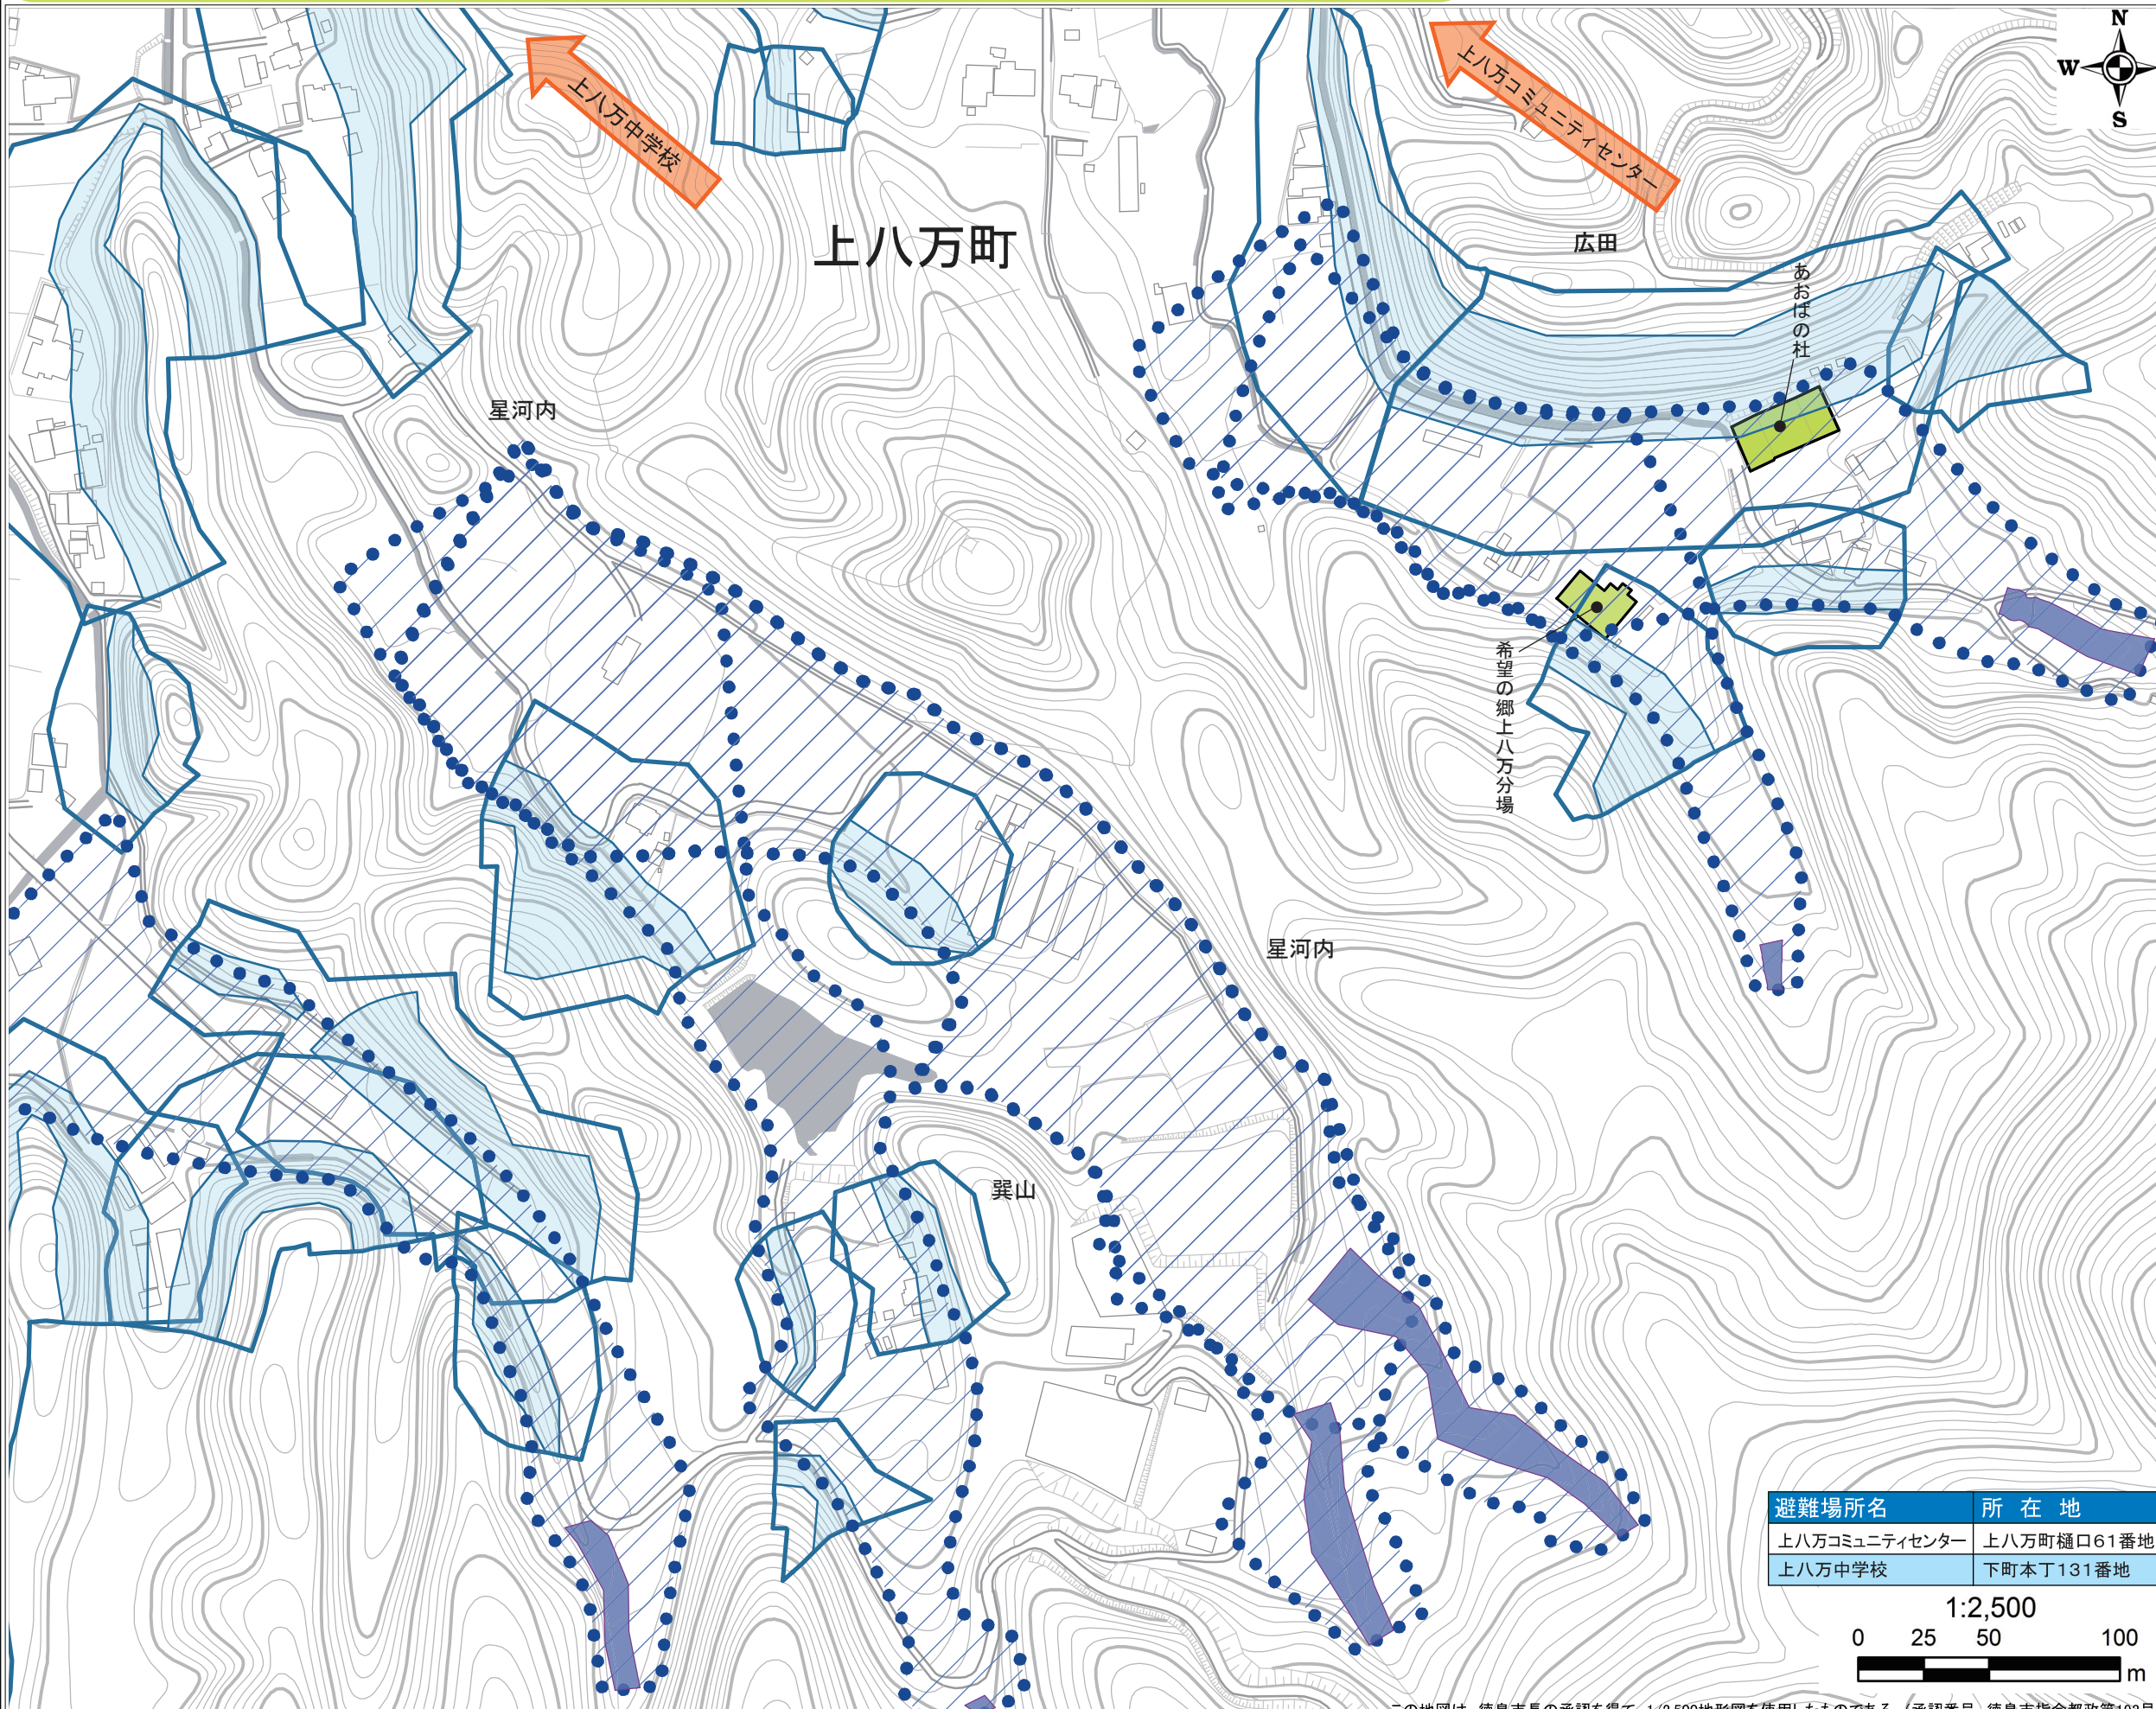 N
W
S
上八万中学校
上八万コミュニティセンター
上八万町
広田
あおばの杜
星河内
希望の郷上八万分場
星河内
巽山
避難場所名 所 在 地
上八万コミュニティセンター 上八万町樋口61番地
上八万中学校 下町本丁131番地
1:2,500
0 25 50 100
m